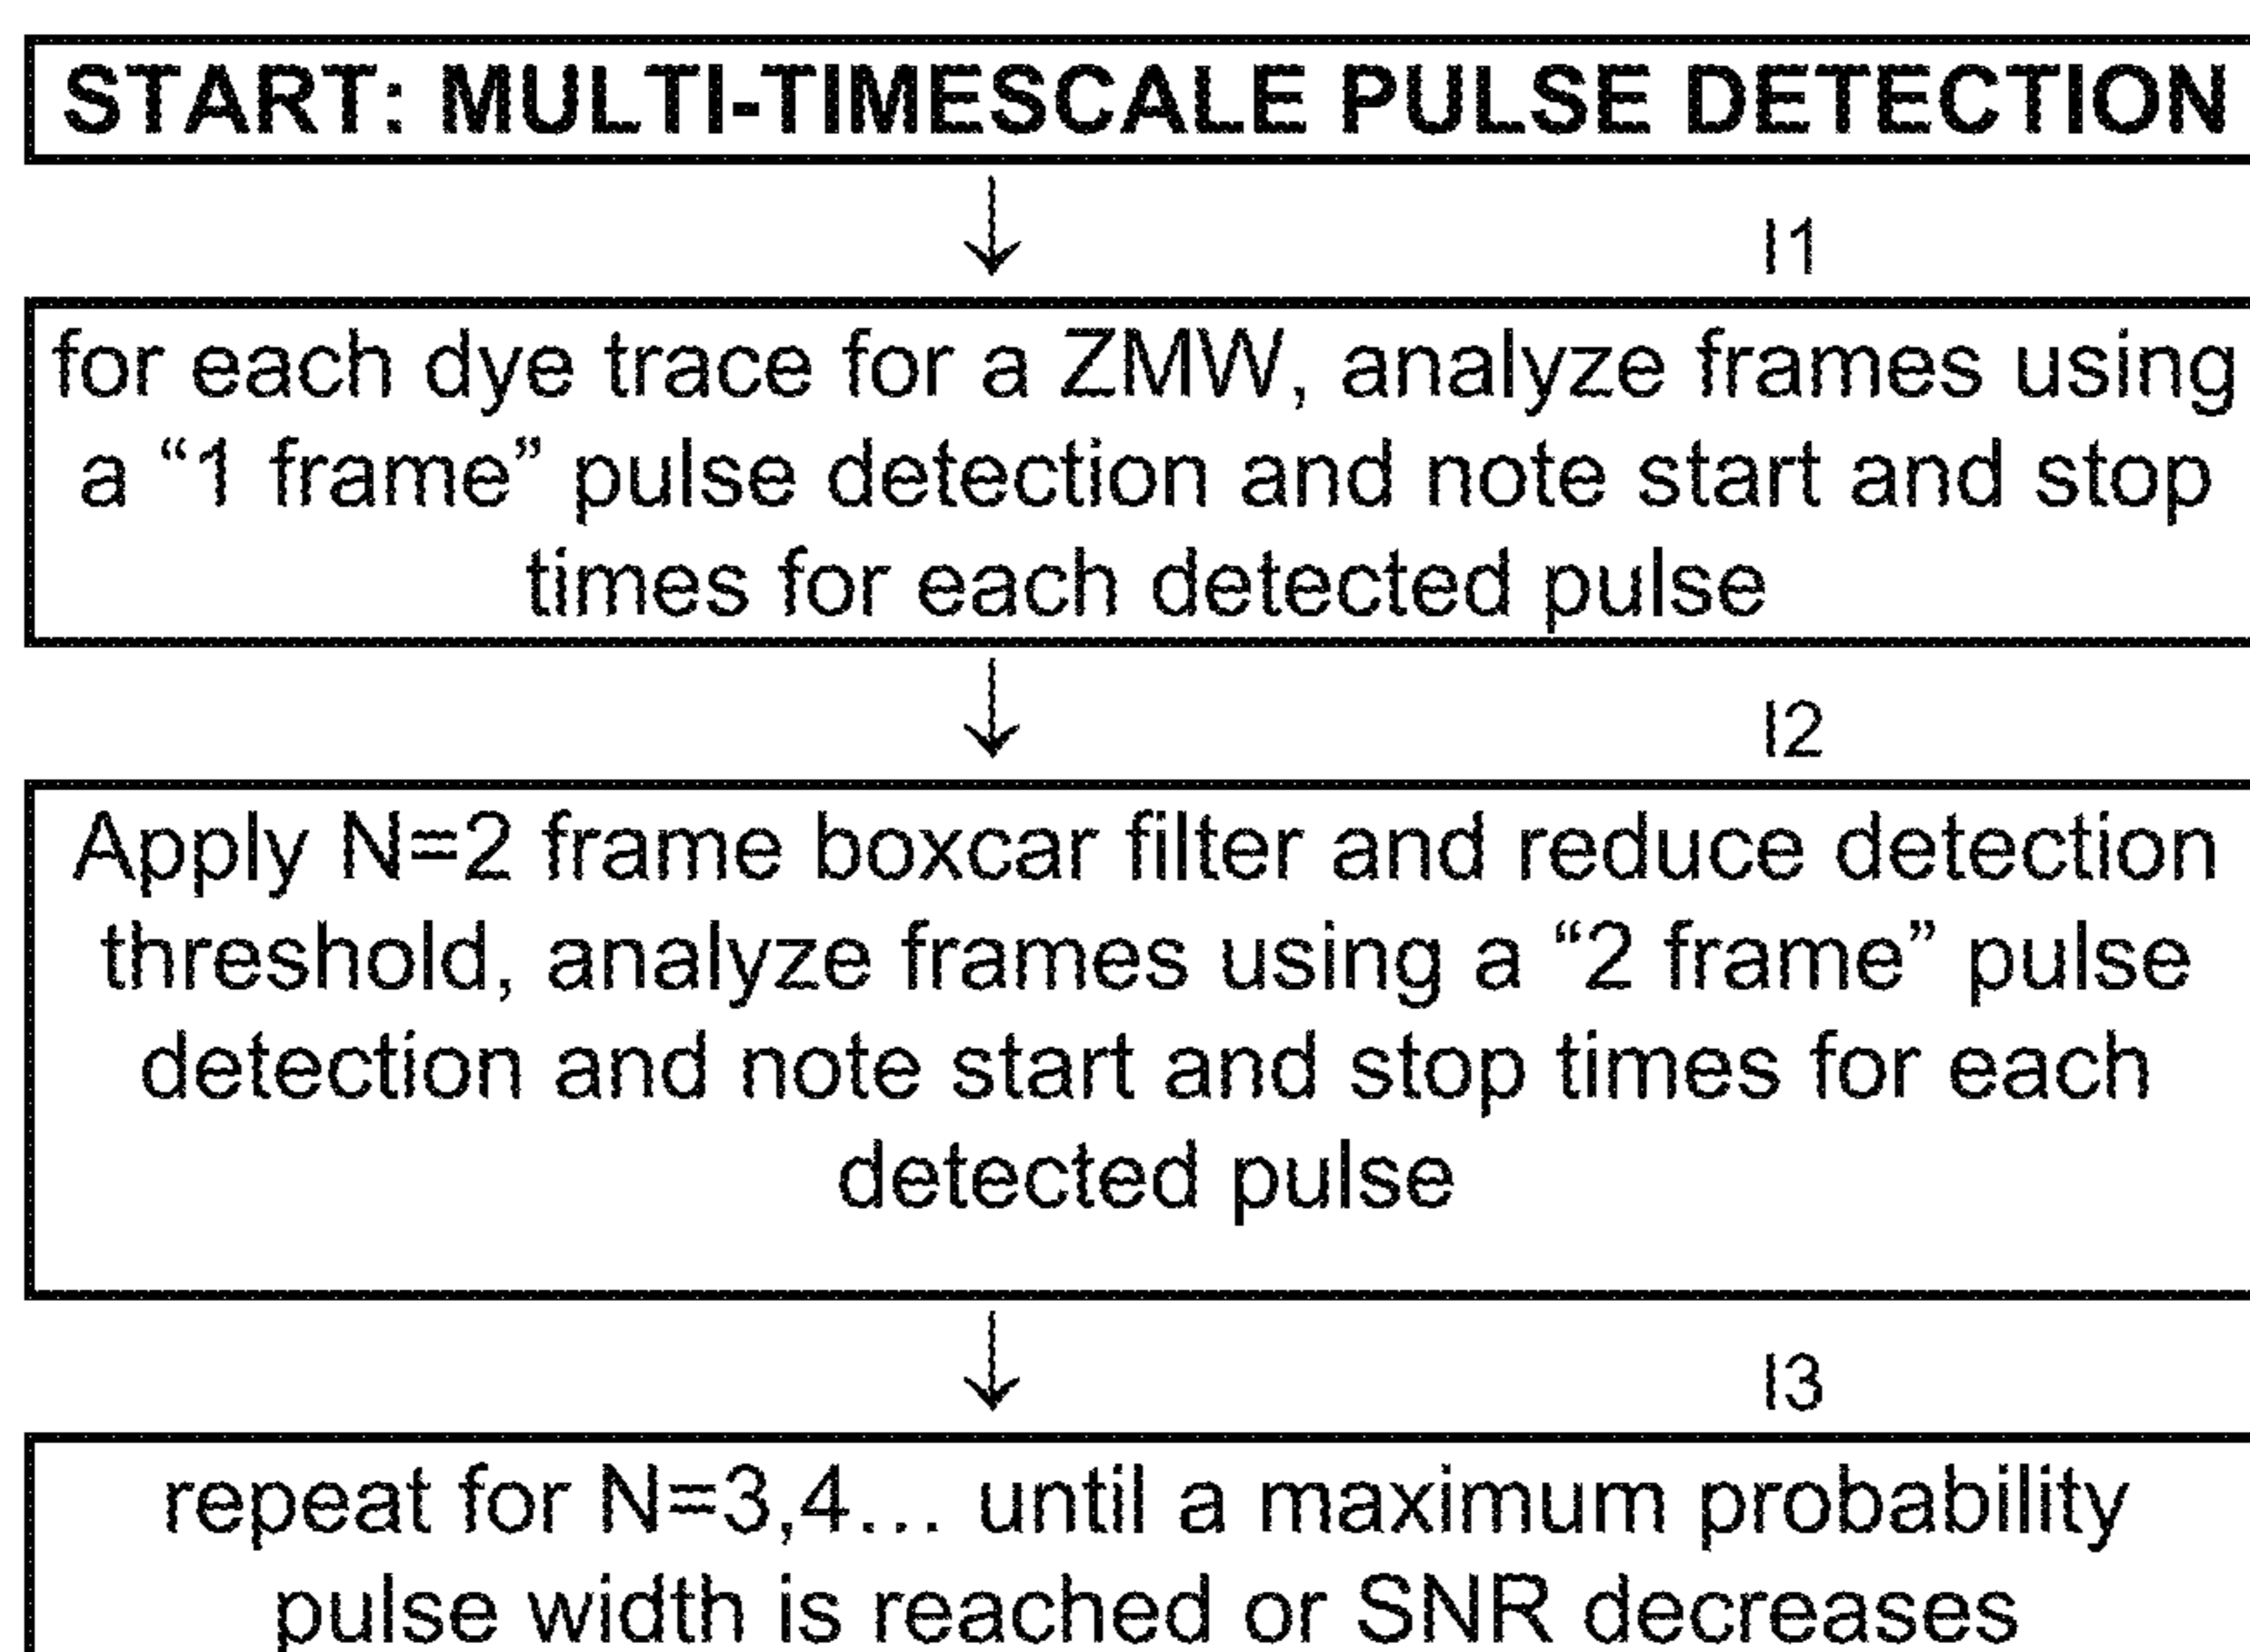 START: MULTI-TIMESCALE PULSE DETECTION
I1
for each dye trace for a ZMW, analyze frames using
a “1 frame” pulse detection and note start and stop
times for each detected pulse
I2
Apply N=2 frame boxcar filter and reduce detection
threshold, analyze frames using a “2 frame” pulse
detection and note start and stop times for each
detected pulse
I3
repeat for N=3,4... until a maximum probability
pulse width is reached or SNR decreases